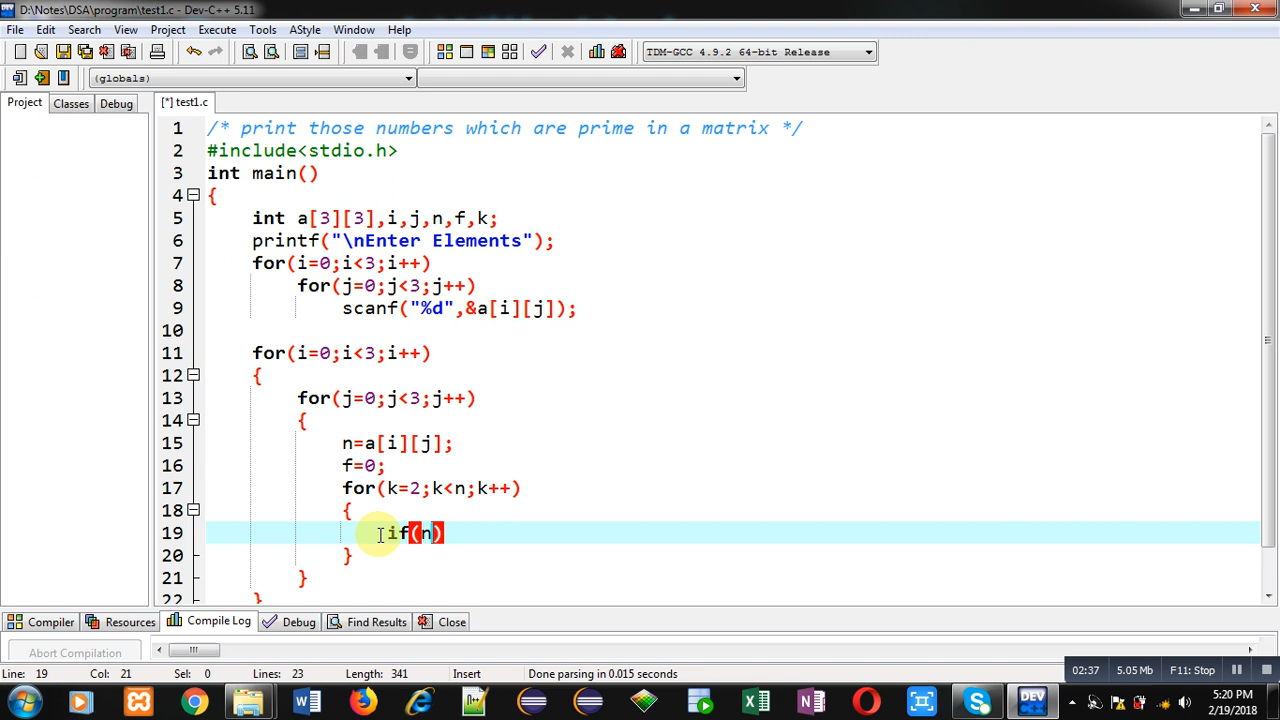 D:\Notes\DSA\program\test1.c - Dev-C++ 5.11
File Edit Search View Project Execute Tools AStyle Window Help
TDM-GCC 4.9.2 64-bit Release
(globals)
Project Classes Debug [*] test1.c
1 /* print those numbers which are prime in a matrix */
2 #include<stdio.h>
3 int main()
4 {
5 int a[3][3],i,j,n,f,k;
6 printf("\nEnter Elements");
7 for(i=0;i<3;i++)
8 for(j=0;j<3;j++)
9 scanf("%d",&a[i][j]);
10
11 for(i=0;i<3;i++)
12 {
13 for(j=0;j<3;j++)
14 {
15 n=a[i][j];
16 f=0;
17 for(k=2;k<n;k++)
18 {
19 if(n)
20 }
21 }
22 }
Compiler Resources Compile Log Debug Find Results Close
Abort Compilation
Line: 19 Col: 21 Sel: 0 Lines: 23 Length: 341 Insert Done parsing in 0.015 seconds
02:37 5.05 Mb F11: Stop
5:20 PM
2/19/2018